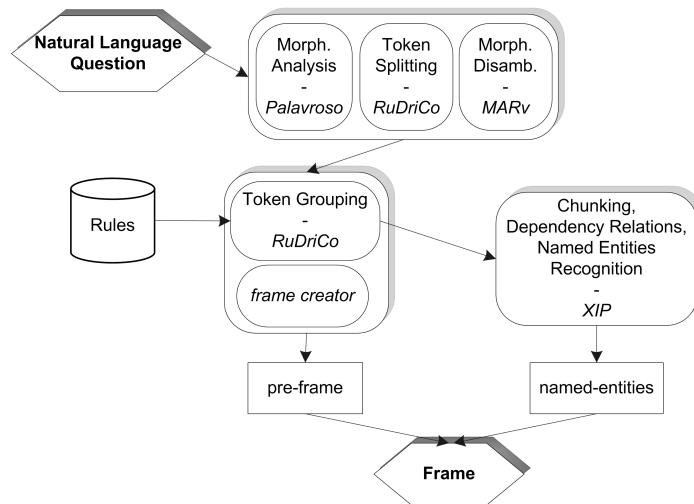 Natural Language
Question
Morph.
Analysis
-
Palavroso
Token
Splitting
-
RuDriCo
Morph.
Disamb.
-
MARv
Rules
Token Grouping
-
RuDriCo
frame creator
Chunking,
Dependency Relations,
Named Entities
Recognition
-
XIP
pre-frame
named-entities
Frame